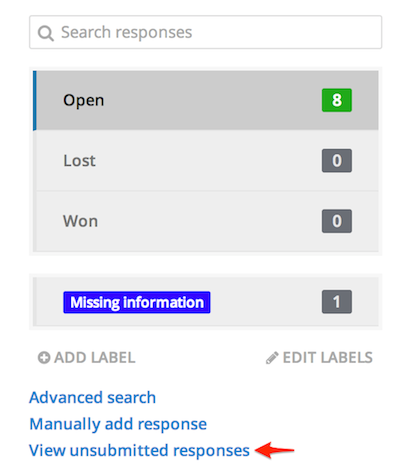 Search responses
Open 8
Lost 0
Won 0
Missing information 1
ADD LABEL EDIT LABELS
Advanced search
Manually add response
View unsubmitted responses